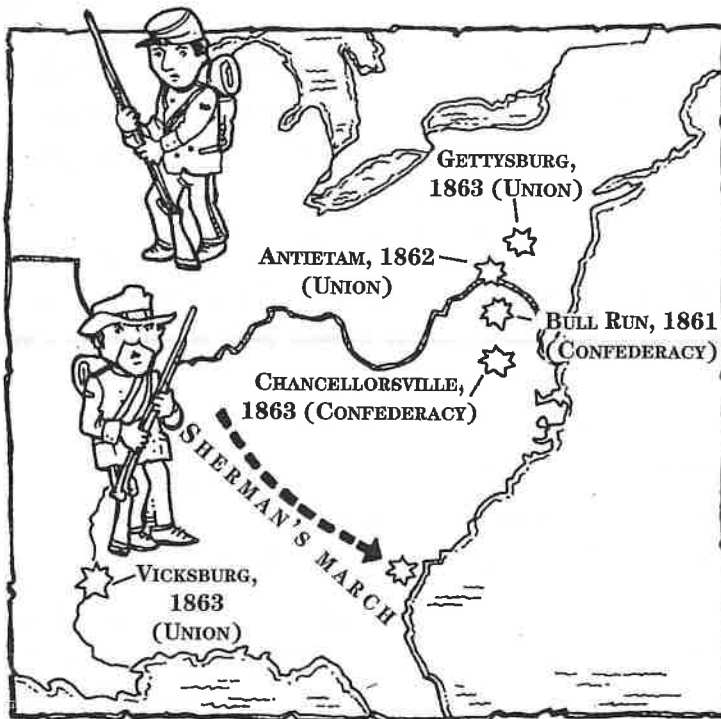 GETTYSBURG,
1863 (UNION)
ANTIETAM, 1862
(UNION)
BULL RUN, 1861
(CONFEDERACY)
CHANCELLORSVILLE,
1863 (CONFEDERACY)
SHERMAN'S MARCH
VICKSBURG,
1863
(UNION)